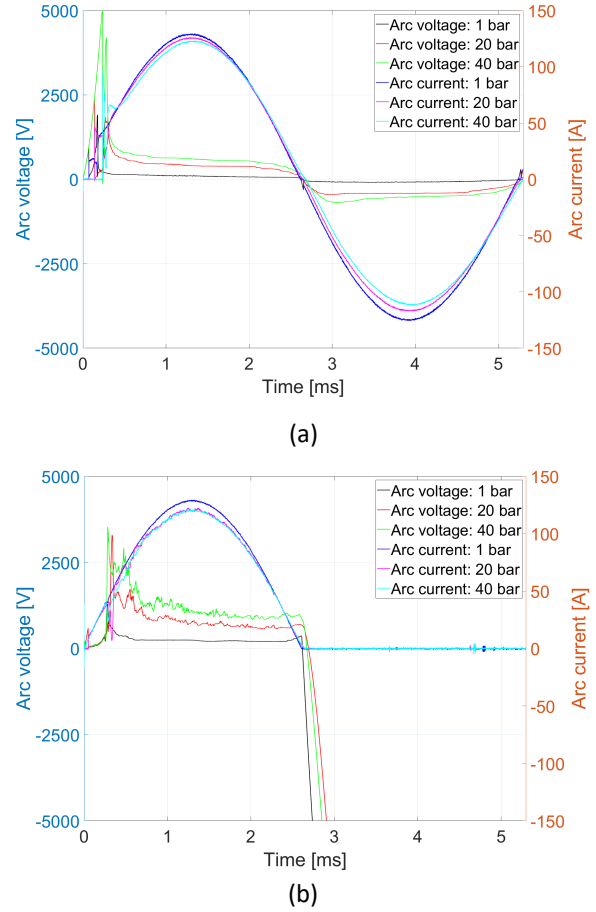 5000
2500
0
-2500
-5000
Arc voltage [V]
150
100
50
0
-50
-100
-150
Arc current [A]
Arc voltage: 1 bar
Arc voltage: 20 bar
Arc voltage: 40 bar
Arc current: 1 bar
Arc current: 20 bar
Arc current: 40 bar
0 1 2 3 4 5
Time [ms]
(a)
5000
2500
0
-2500
-5000
Arc voltage [V]
150
100
50
0
-50
-100
-150
Arc current [A]
Arc voltage: 1 bar
Arc voltage: 20 bar
Arc voltage: 40 bar
Arc current: 1 bar
Arc current: 20 bar
Arc current: 40 bar
0 1 2 3 4 5
Time [ms]
(b)